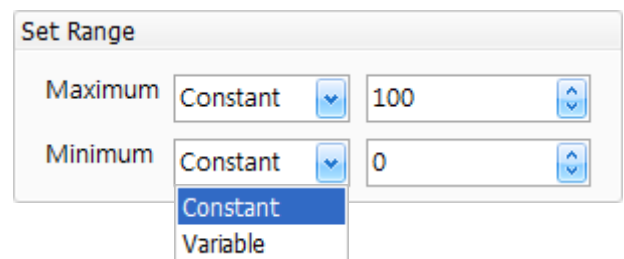 Set Range
Maximum Constant 100
Minimum Constant 0
Constant
Variable